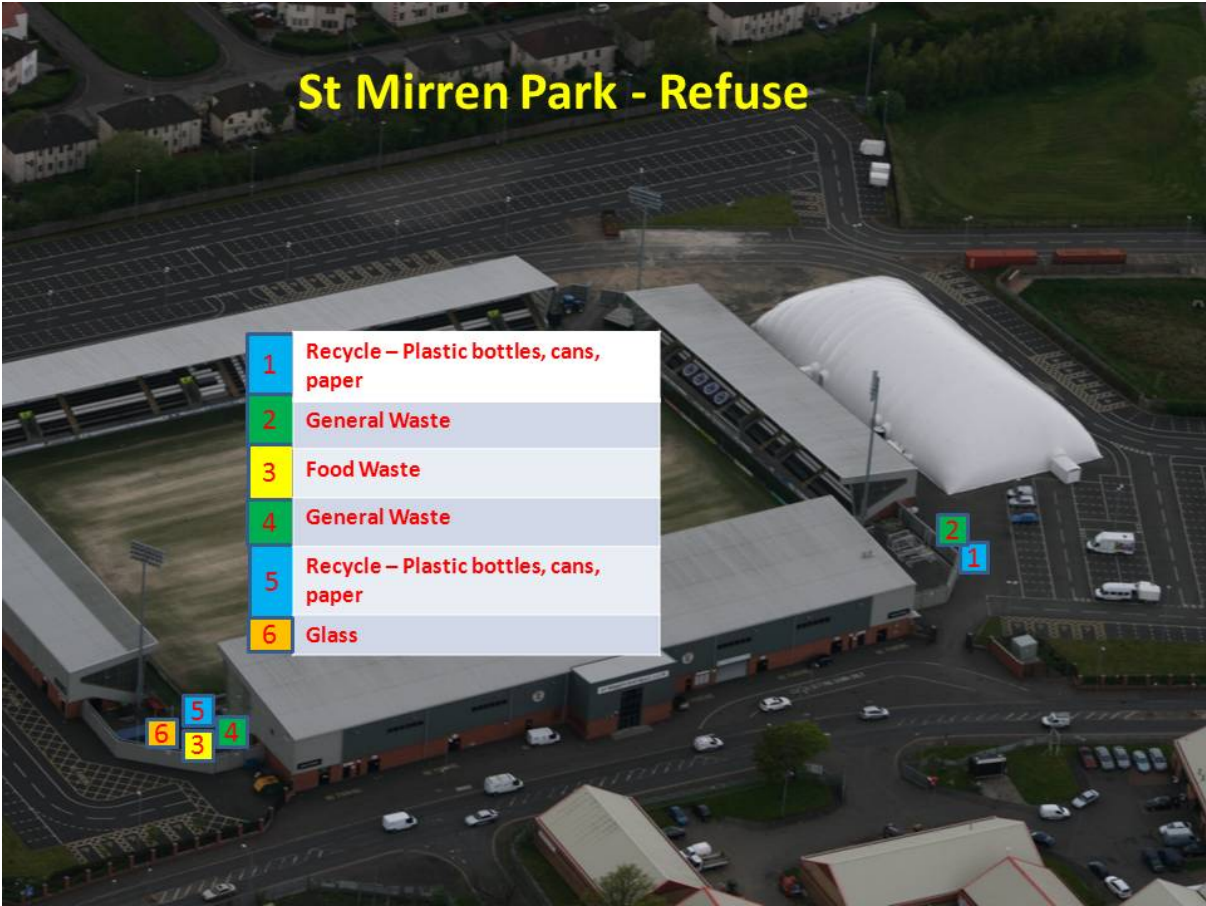 St Mirren Park - Refuse
1
Recycle – Plastic bottles, cans,
paper
2
General Waste
3
Food Waste
4
General Waste
5
Recycle – Plastic bottles, cans,
paper
6
Glass
2
1
5
6
4
3